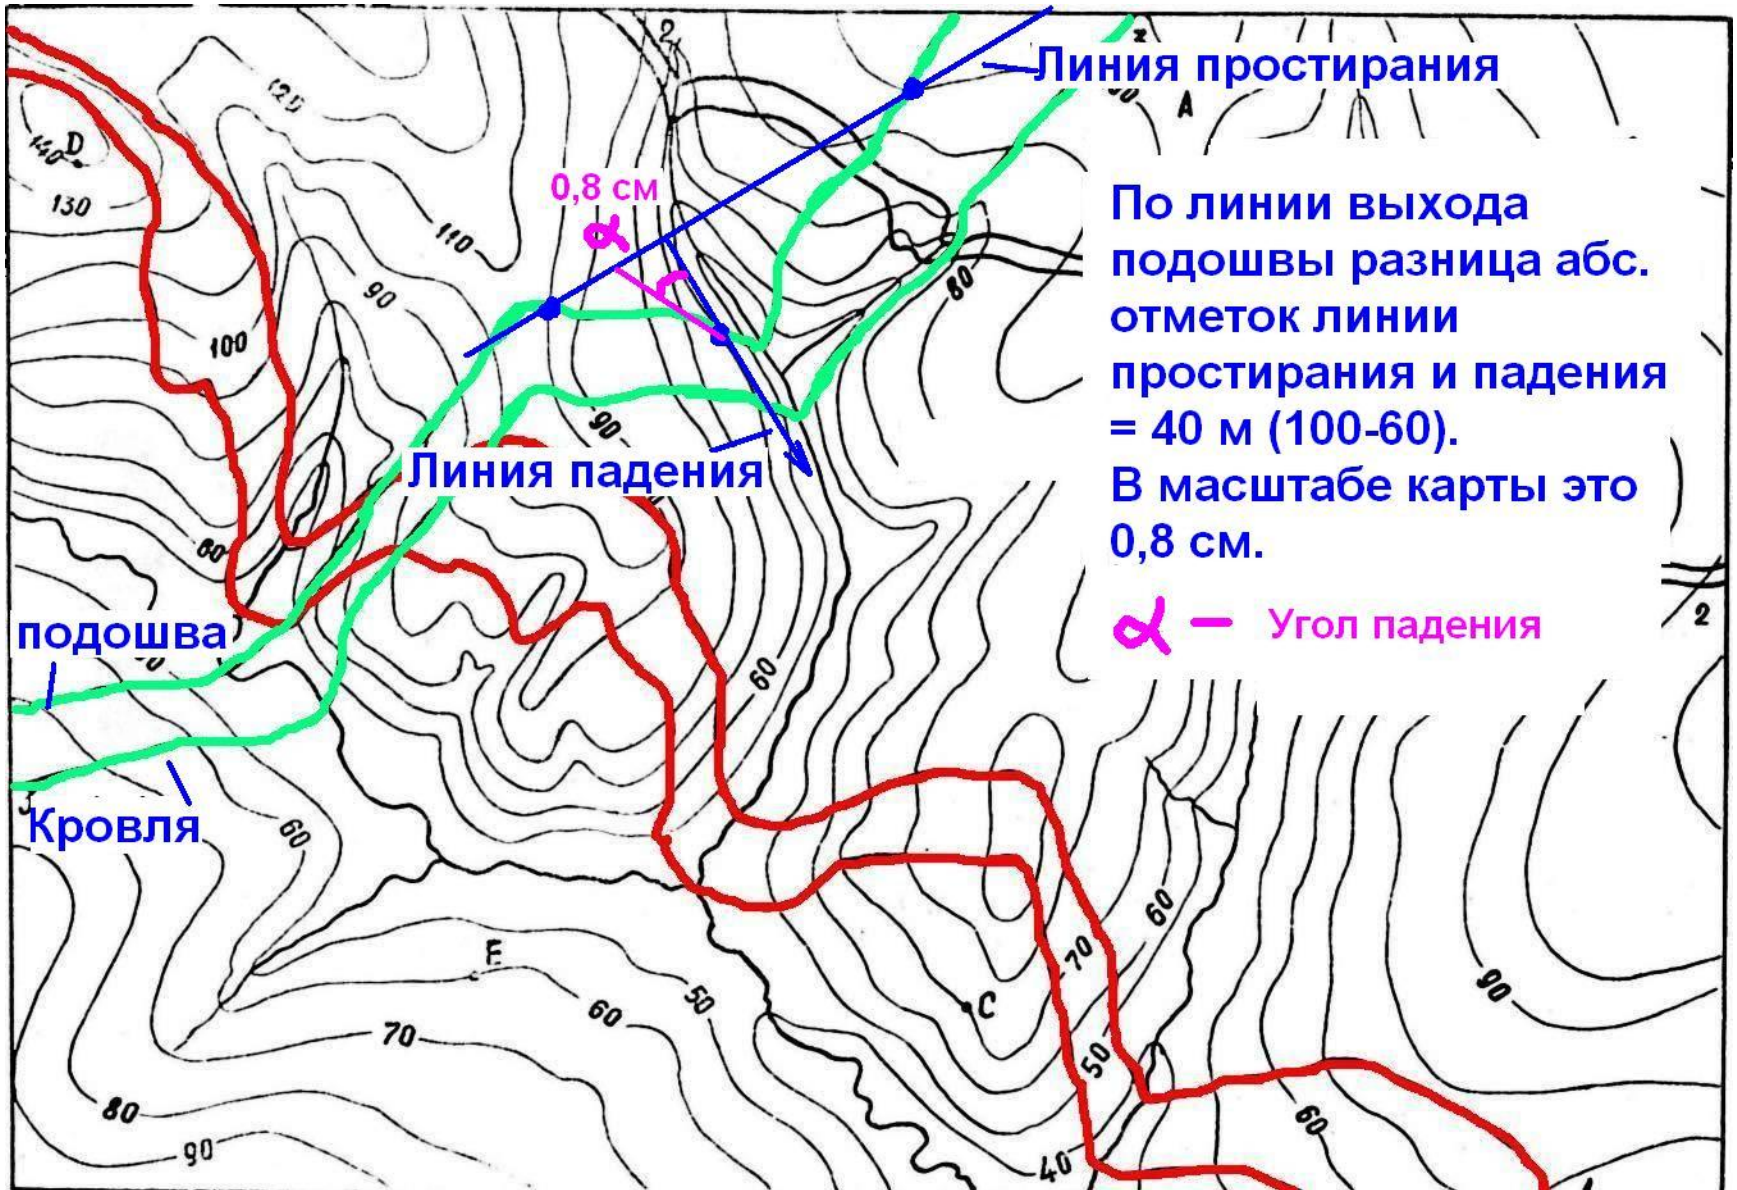 2
Линия простирания
А
120
D
140
130
0,8 см
α
110
По линии выхода
подошвы разница абс.
отметок линии
простирания и падения
= 40 м (100-60).
В масштабе карты это
0,8 см.
90
80
100
90
Линия падения
60
α – Угол падения
2
подошва
60
Кровля
60
60
70
Е
50
60
С
90
70
50
80
60
90
40